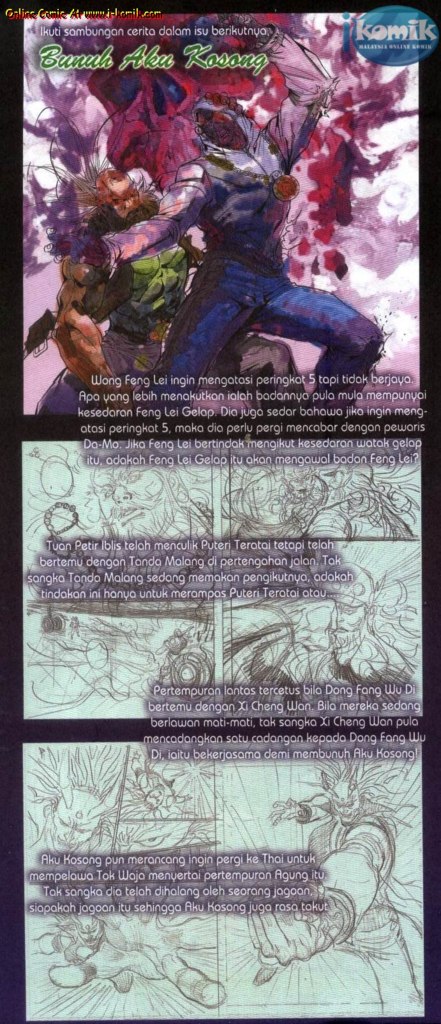 Online Comic At www.i-komik.com
Ikuti sambungan cerita dalam isu berikutnya.
ikomik
MALAYSIA ONLINE KOMIK
Bunuh Aku Kosong
Wong Feng Lei ingin mengatasi peringkat 5 tapi tidak berjaya.
Apa yang lebih menakutkan ialah badannya pula mula mempunyai
kesedaran Feng Lei Gelap. Dia juga sedar bahawa jika ingin meng-
atasi peringkat 5, maka dia perlu pergi mencabar dengan pewaris
Da-Mo. Jika Feng Lei bertindak mengikut kesedaran watak gelap
itu, adakah Feng Lei Gelap itu akan mengawal badan Feng Lei?
Tuan Petir Iblis telah menculik Puteri Teratai tetapi telah
bertemu dengan Tanda Malang di pertengahan jalan. Tak
sangka Tanda Malang sedang memakan pengikutnya, adakah
tindakan ini hanya untuk merampas Puteri Teratai atau....
Pertempuran lantas tercetus bila Dong Fang Wu Di
bertemu dengan Xi Cheng Wan. Bila mereka sedang
berlawan mati-mati, tak sangka Xi Cheng Wan pula
mencadangkan satu cadangan kepada Dong Fang Wu
Di, iaitu bekerjasama demi membunuh Aku Kosong!
Aku Kosong pun merancang ingin pergi ke Thai untuk
mempelawa Tok Waja menyertai pertempuran Agung itu.
Tak sangka dia telah dihalang oleh seorang jagoan,
siapakah jagoan itu sehingga Aku Kosong juga rasa takut